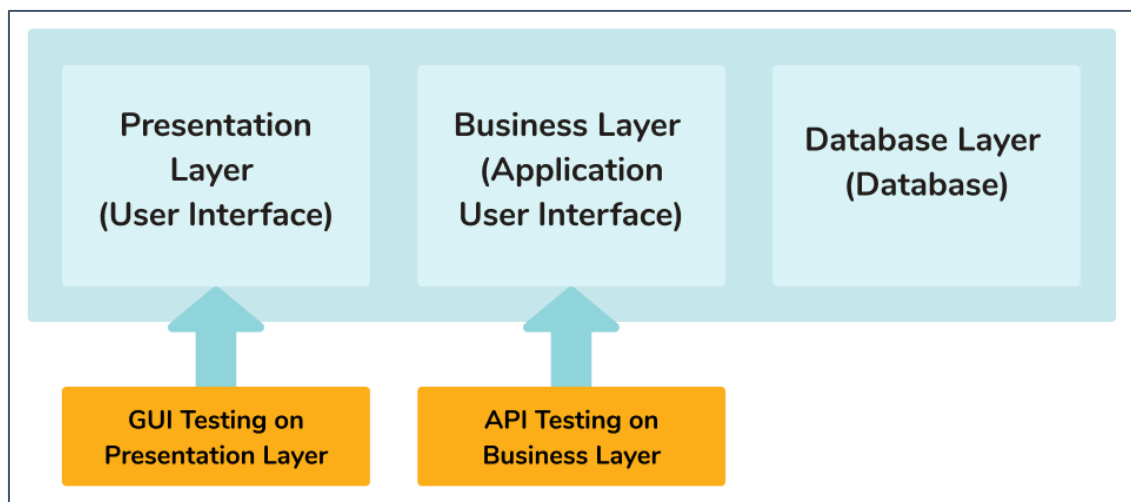 Presentation
Layer
(User Interface)
Business Layer
(Application
User Interface)
Database Layer
(Database)
GUI Testing on
Presentation Layer
API Testing on
Business Layer